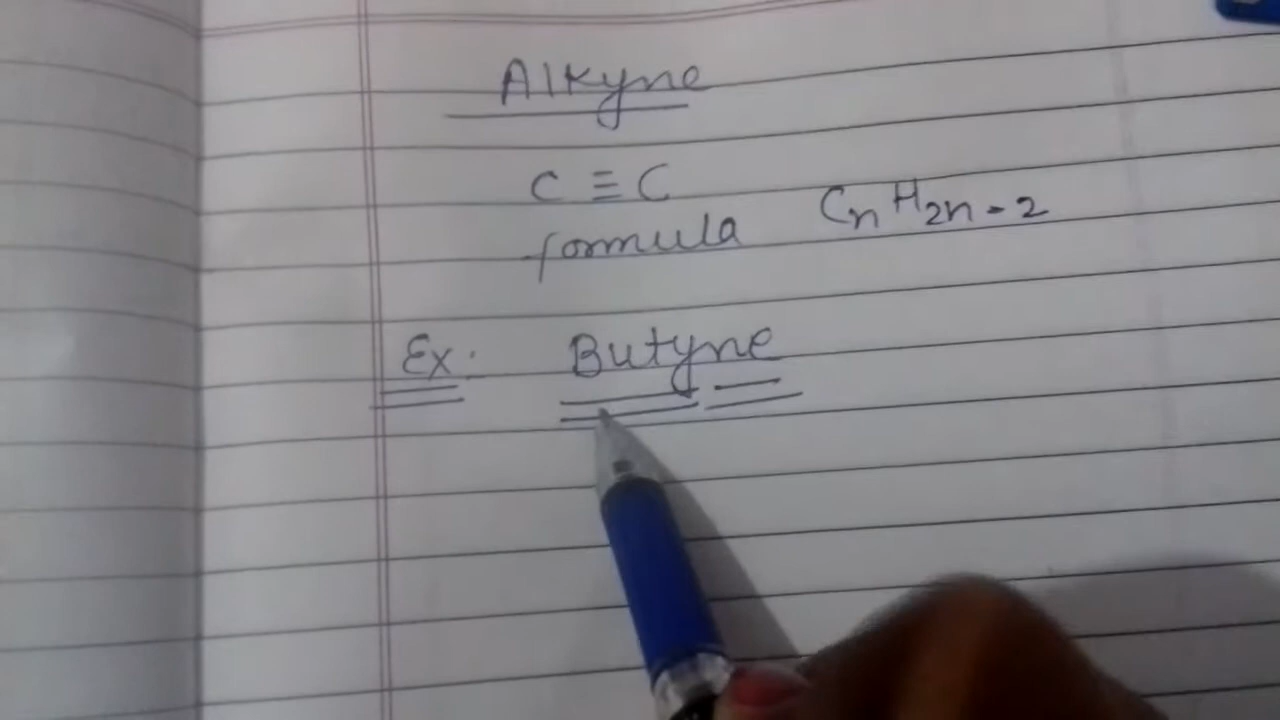 Alkyne
C ≡ C
formula CnH2n-2
Ex. Butyne